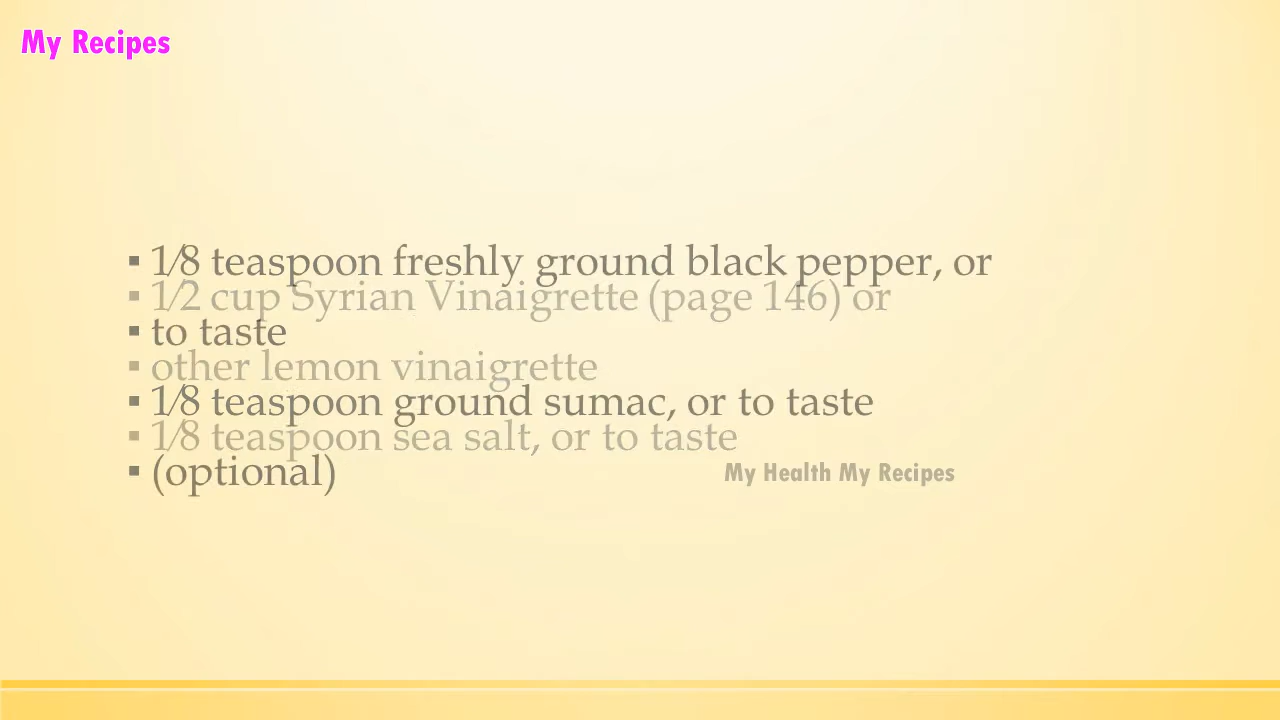 My Recipes
▪ 1⁄8 teaspoon freshly ground black pepper, or
▪ 1⁄2 cup Syrian Vinaigrette (page 146) or
▪ to taste
▪ other lemon vinaigrette
▪ 1⁄8 teaspoon ground sumac, or to taste
▪ 1⁄8 teaspoon sea salt, or to taste
▪ (optional)
My Health My Recipes